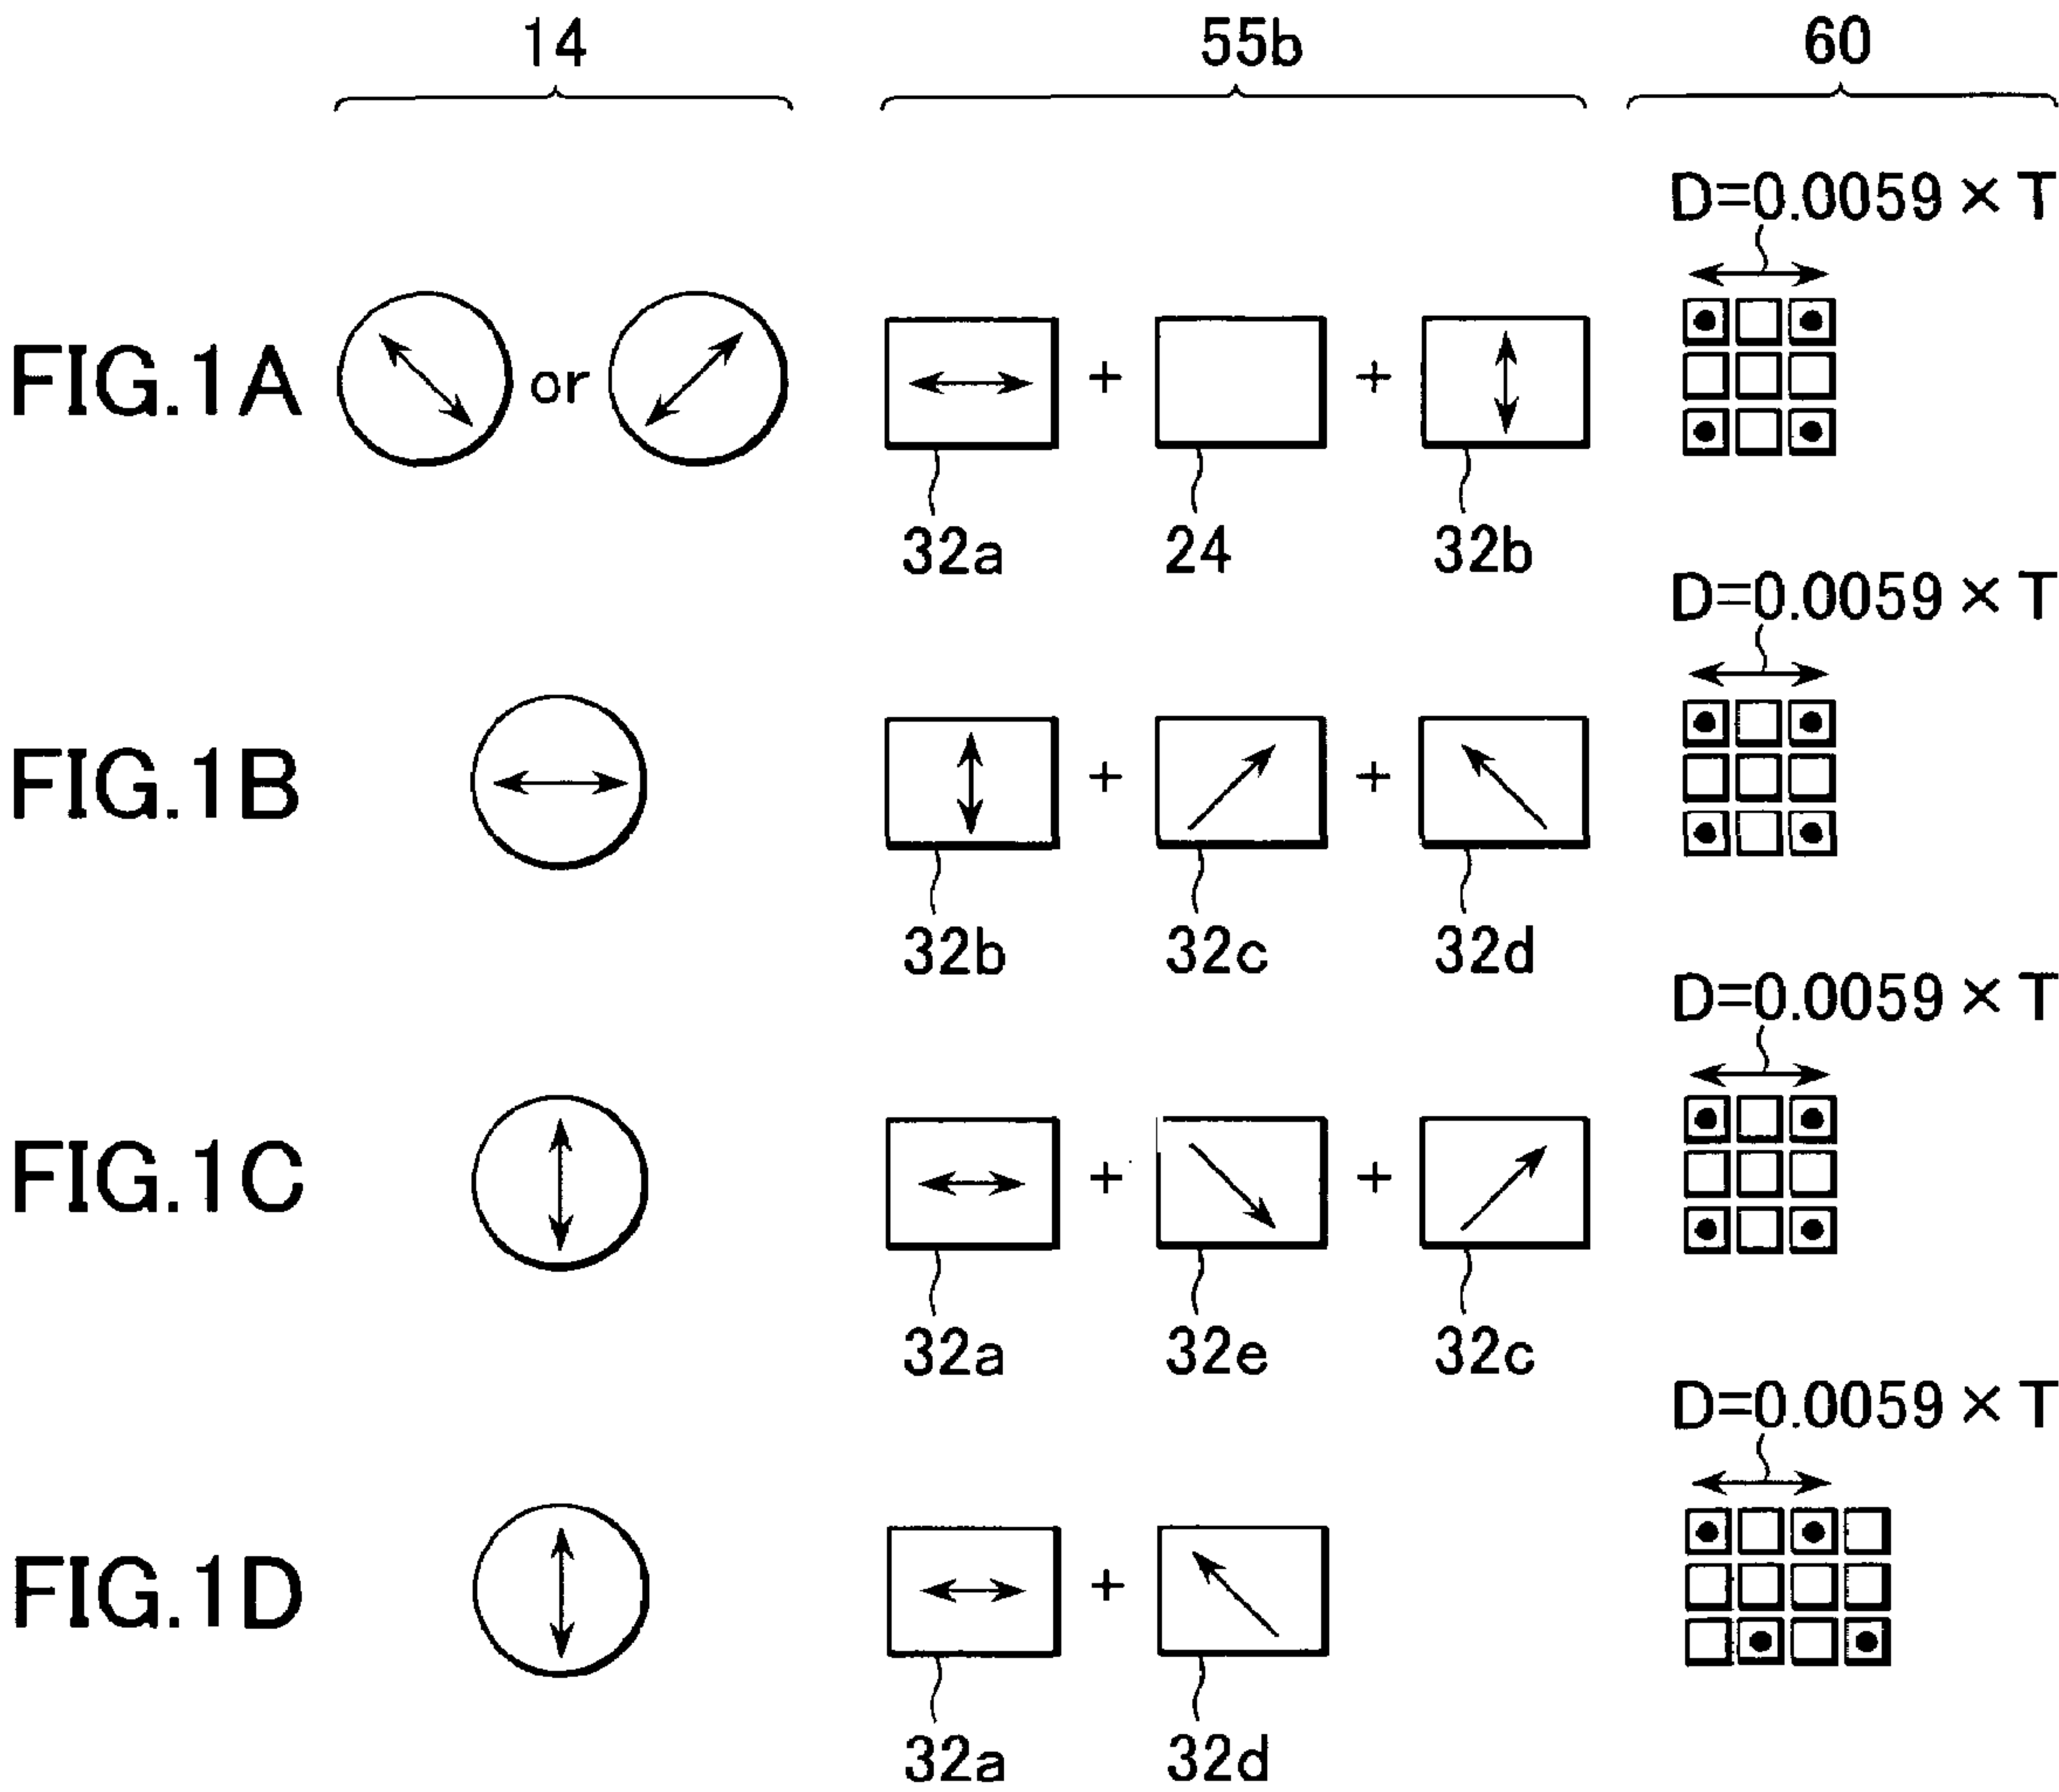 14 55b 60
D=0.0059×T
FIG.1A or + +
32a 24 32b
D=0.0059×T
FIG.1B + +
32b 32c 32d
D=0.0059×T
FIG.1C + +
32a 32e 32c
D=0.0059×T
FIG.1D +
32a 32d